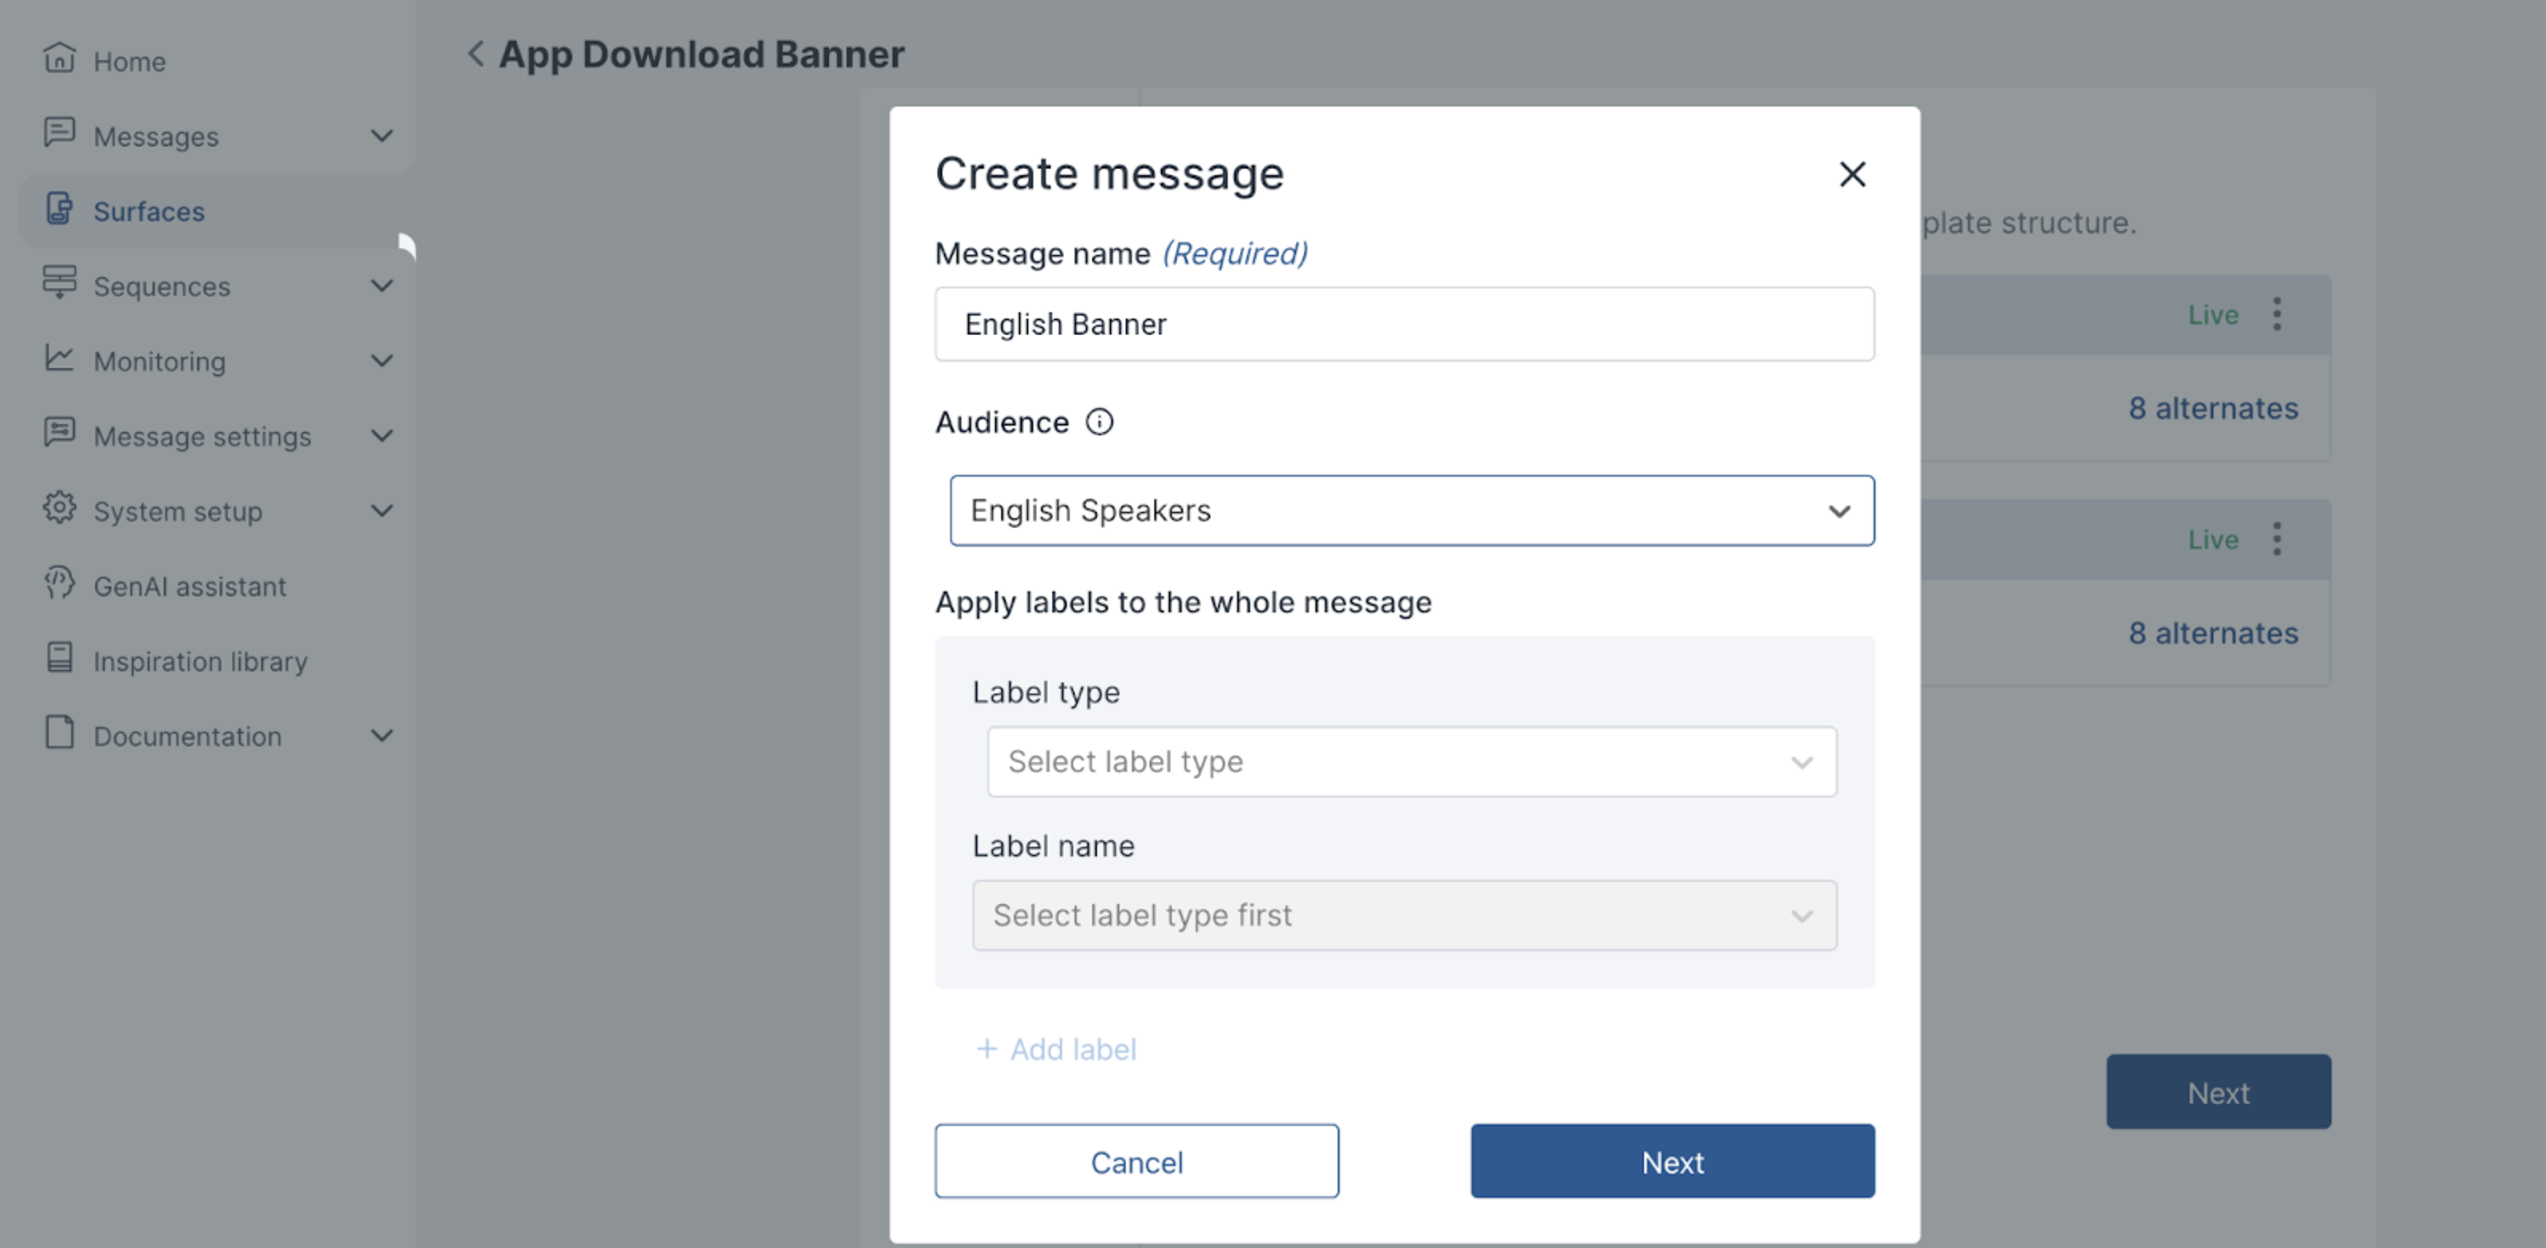 Home
Messages
Surfaces
Sequences
Monitoring
Message settings
System setup
GenAI assistant
Inspiration library
Documentation
App Download Banner
Create message
Message name (Required)
English Banner
Audience
English Speakers
Apply labels to the whole message
Label type
Select label type
Label name
Select label type first
+ Add label
Cancel
Next
plate structure.
Live
8 alternates
Live
8 alternates
Next